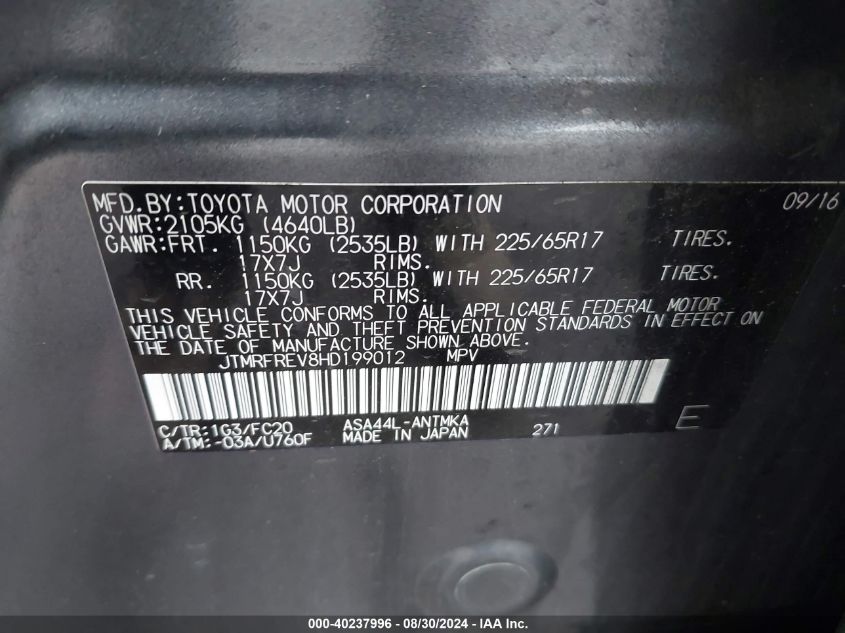 MFD.BY:TOYOTA MOTOR CORPORATION 09/16
GVWR:2105KG (4640LB)
GAWR:FRT. 1150KG (2535LB) WITH 225/65R17 TIRES.
17X7J RIMS.
RR. 1150KG (2535LB) WITH 225/65R17 TIRES.
17X7J RIMS.
THIS VEHICLE CONFORMS TO ALL APPLICABLE FEDERAL MOTOR
VEHICLE SAFETY AND THEFT PREVENTION STANDARDS IN EFFECT ON
THE DATE OF MANUFACTURE SHOWN ABOVE.
JTMRFREV8HD199012 MPV
C/TR:1G3/FC20 ASA44L-ANTMKA
A/TM:-03A/U760F MADE IN JAPAN 271 E
000-40237996 - 08/30/2024 - IAA Inc.